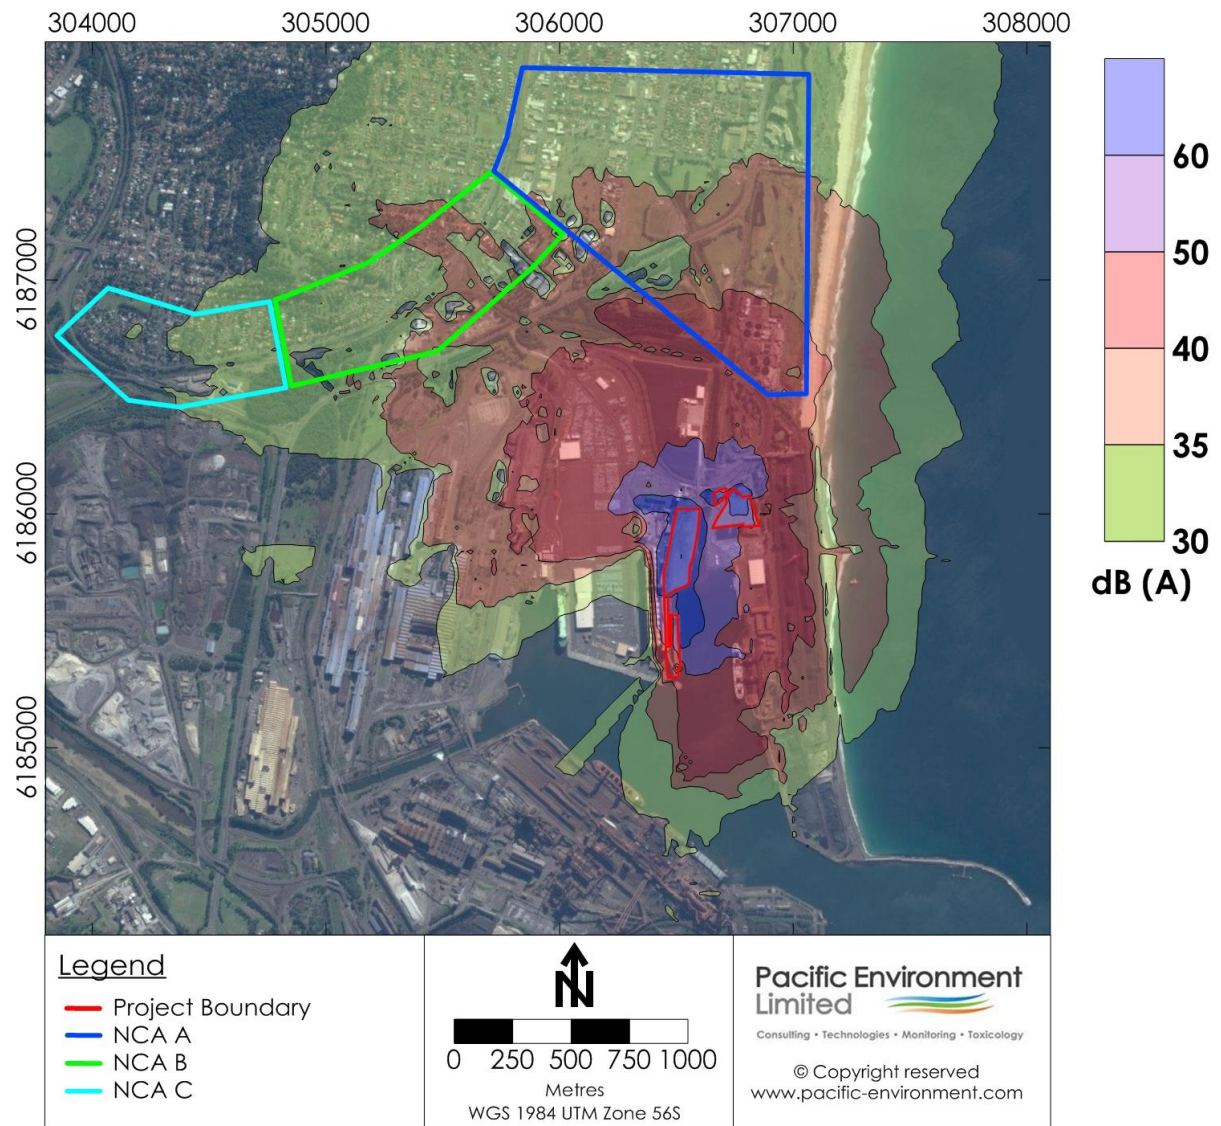 304000 305000 306000 307000 308000
6187000
6186000
6185000
60
50
40
35
30
dB (A)
Legend
Project Boundary
NCA A
NCA B
NCA C
N
0 250 500 750 1000
Metres
WGS 1984 UTM Zone 56S
Pacific Environment
Limited
Consulting • Technologies • Monitoring • Toxicology
© Copyright reserved
www.pacific-environment.com